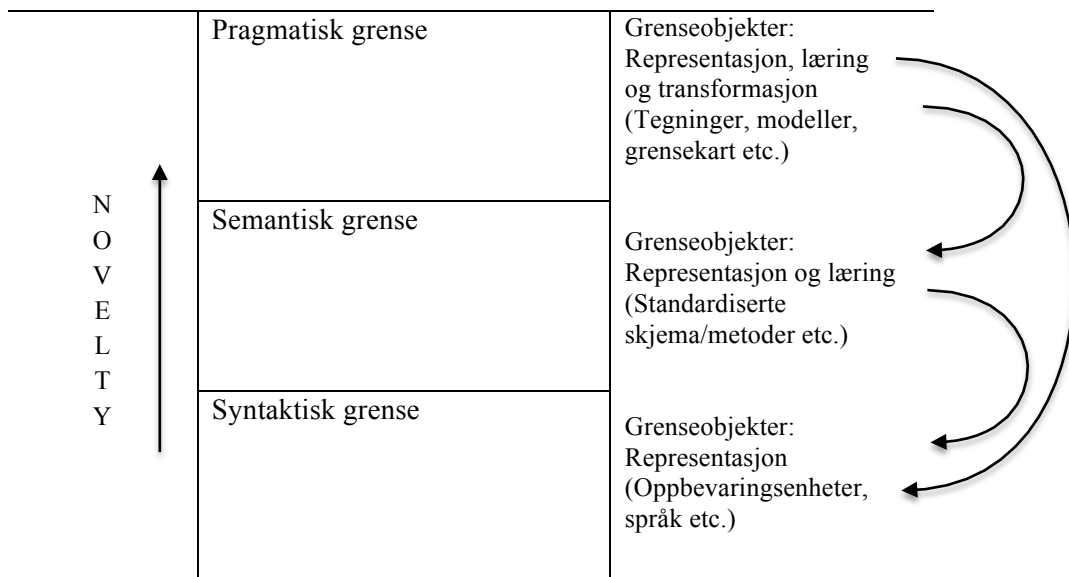 Pragmatisk grense
Grenseobjekter:
Representasjon, læring
og transformasjon
(Tegninger, modeller,
grensekart etc.)
N
O
V
E
L
T
Y
Semantisk grense
Grenseobjekter:
Representasjon og læring
(Standardiserte
skjema/metoder etc.)
Syntaktisk grense
Grenseobjekter:
Representasjon
(Oppbevaringsenheter,
språk etc.)